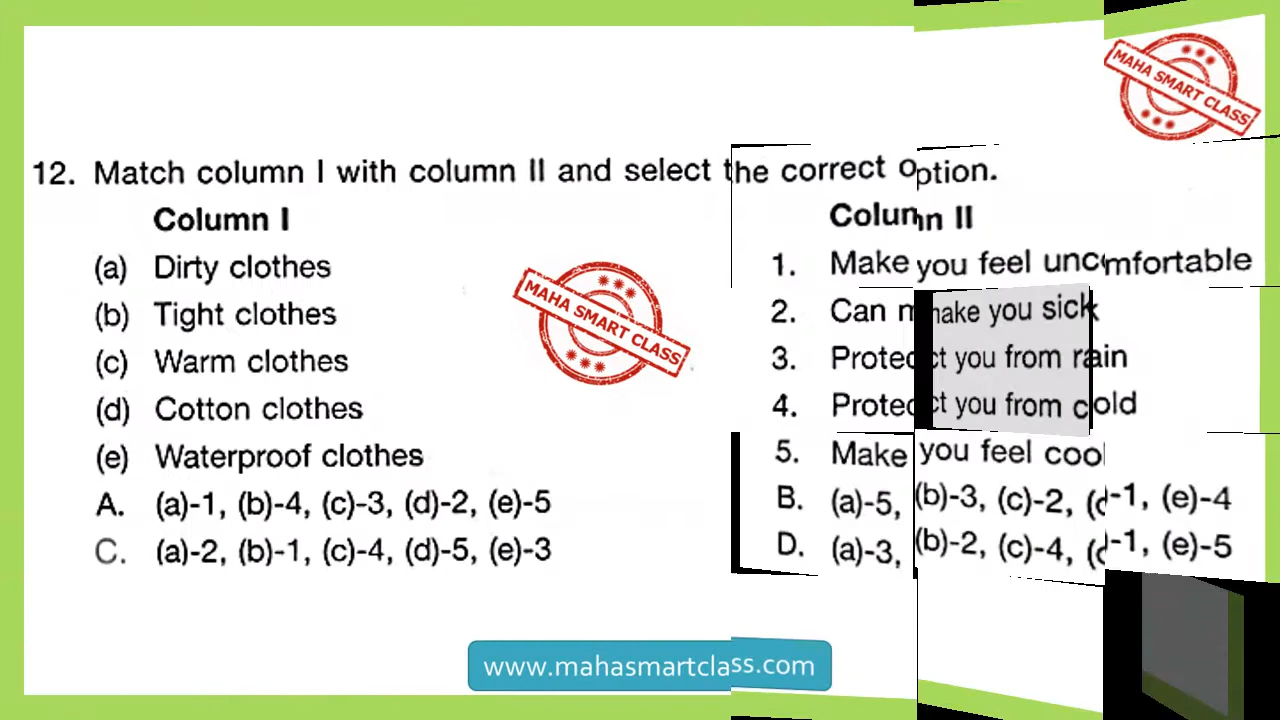 MAHA SMART CLASS
12. Match column I with column II and select the correct option.
Column I Column II
(a) Dirty clothes 1. Make you feel uncomfortable
(b) Tight clothes 2. Can make you sick
(c) Warm clothes 3. Protect you from rain
(d) Cotton clothes 4. Protect you from cold
(e) Waterproof clothes 5. Make you feel cool
A. (a)-1, (b)-4, (c)-3, (d)-2, (e)-5 B. (a)-5, (b)-3, (c)-2, (d)-1, (e)-4
C. (a)-2, (b)-1, (c)-4, (d)-5, (e)-3 D. (a)-3, (b)-2, (c)-4, (d)-1, (e)-5
MAHA SMART CLASS
www.mahasmartclass.com